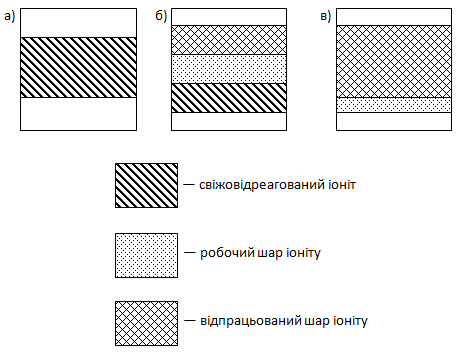 а) б) в)
— свіжовідреагований іоніт
— робочий шар іоніту
— відпрацьований шар іоніту